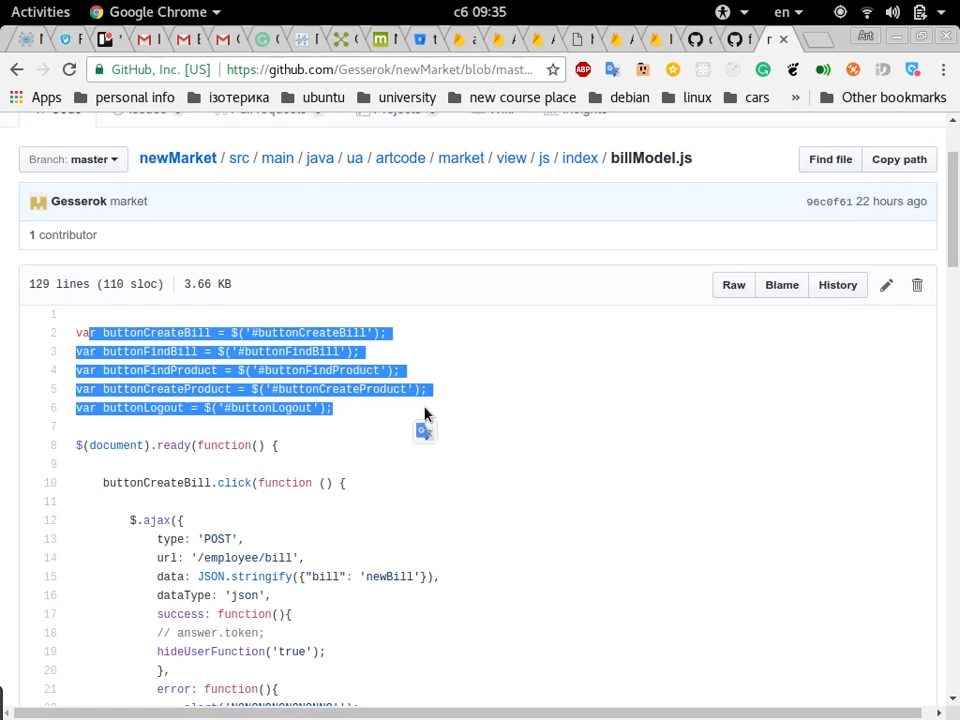 Activities Google Chrome сб 09:35 en
Art
GitHub, Inc. [US] https://github.com/Gesserok/newMarket/blob/mast...
Apps personal info ізотерика ubuntu university new course place debian linux cars » Other bookmarks
Branch: master newMarket / src / main / java / ua / artcode / market / view / js / index / billModel.js Find file Copy path
Gesserok market 96c0f61 22 hours ago
1 contributor
129 lines (110 sloc) 3.66 KB Raw Blame History
1
2 var buttonCreateBill = $('#buttonCreateBill');
3 var buttonFindBill = $('#buttonFindBill');
4 var buttonFindProduct = $('#buttonFindProduct');
5 var buttonCreateProduct = $('#buttonCreateProduct');
6 var buttonLogout = $('#buttonLogout');
7
8 $(document).ready(function() {
9
10 buttonCreateBill.click(function () {
11
12 $.ajax({
13 type: 'POST',
14 url: '/employee/bill',
15 data: JSON.stringify({"bill": 'newBill'}),
16 dataType: 'json',
17 success: function(){
18 // answer.token;
19 hideUserFunction('true');
20 },
21 error: function(){